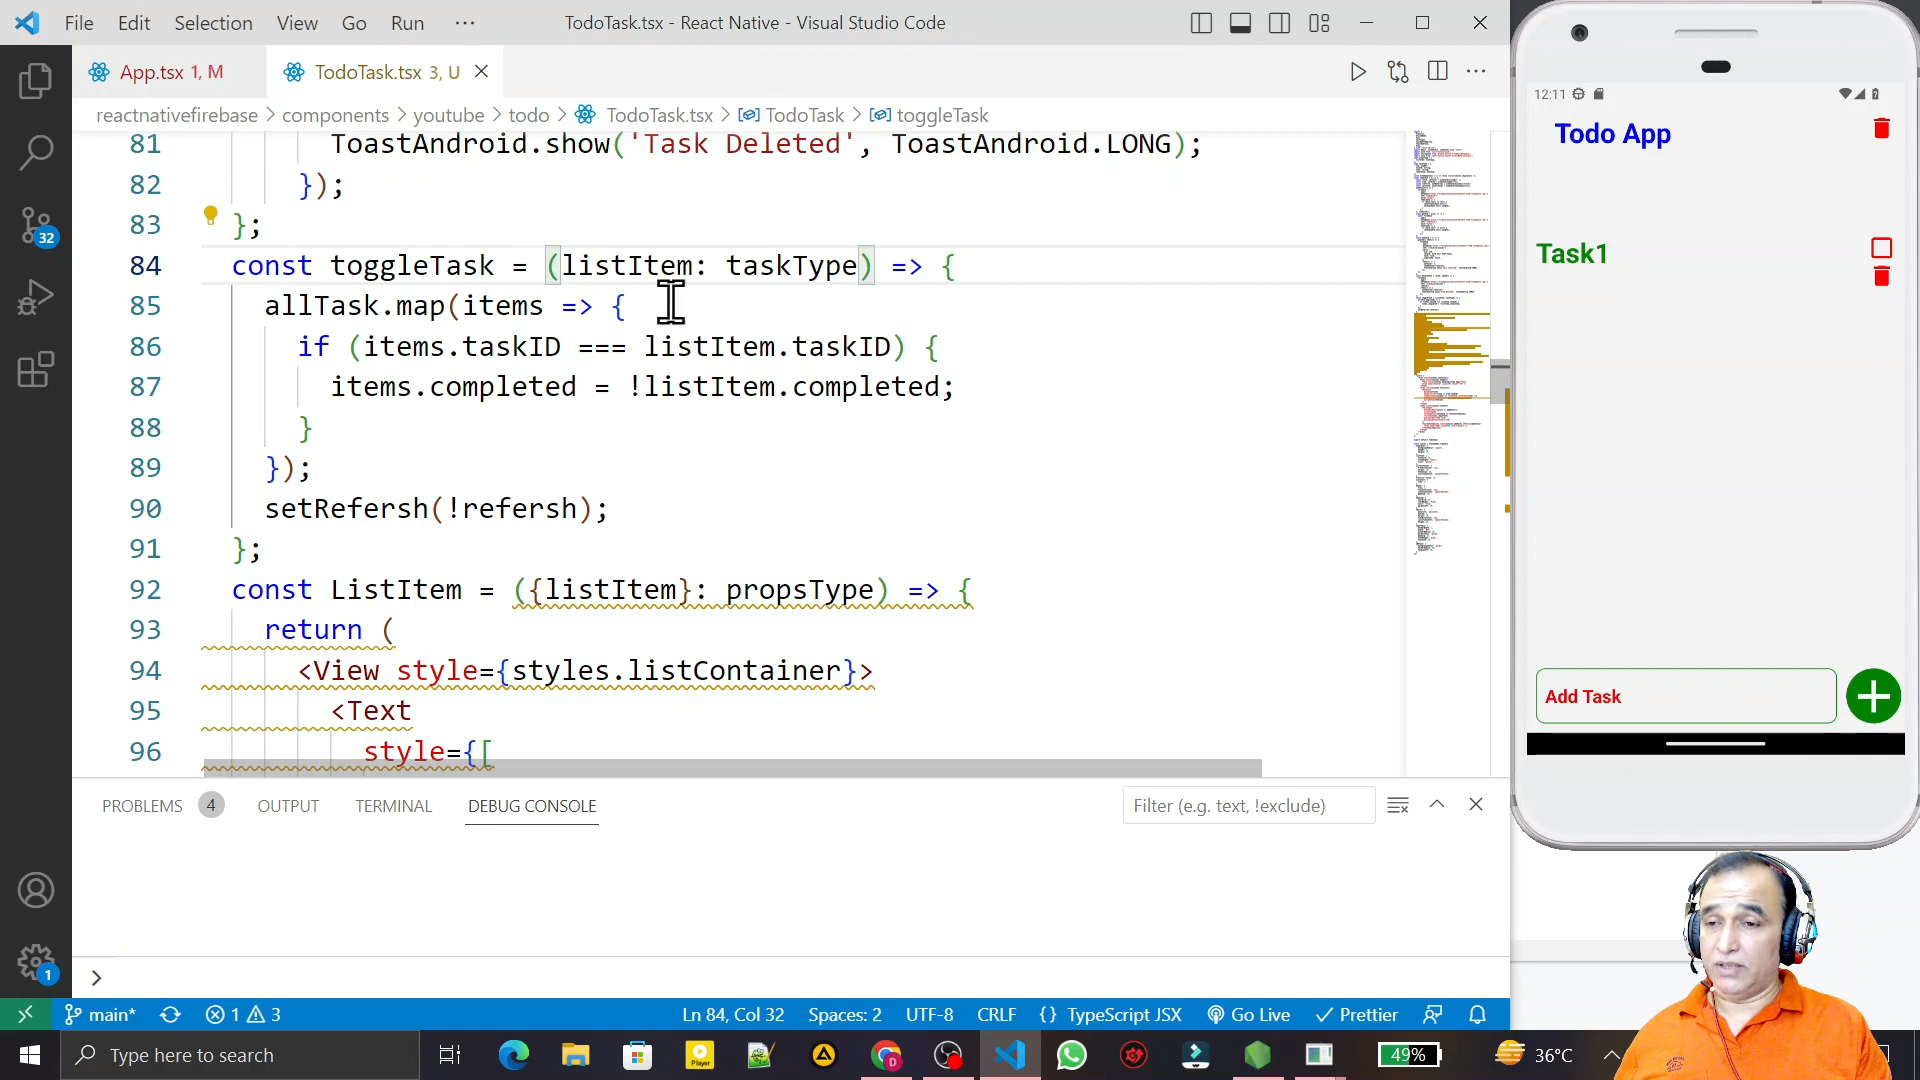 File Edit Selection View Go Run ··· TodoTask.tsx - React Native - Visual Studio Code
App.tsx 1, M TodoTask.tsx 3, U
reactnativefirebase > components > youtube > todo > TodoTask.tsx > TodoTask > toggleTask
81 ToastAndroid.show('Task Deleted', ToastAndroid.LONG);
82 });
83 };
84 const toggleTask = (listItem: taskType) => {
85 allTask.map(items => {
86 if (items.taskID === listItem.taskID) {
87 items.completed = !listItem.completed;
88 }
89 });
90 setRefersh(!refersh);
91 };
92 const ListItem = ({listItem}: propsType) => {
93 return (
94 <View style={styles.listContainer}>
95 <Text
96 style={[
32
1
PROBLEMS 4 OUTPUT TERMINAL DEBUG CONSOLE Filter (e.g. text, !exclude)
>
main* 1 3 Ln 84, Col 32 Spaces: 2 UTF-8 CRLF {} TypeScript JSX Go Live Prettier
Type here to search 49% 36°C
12:11
Todo App
Task1
Add Task